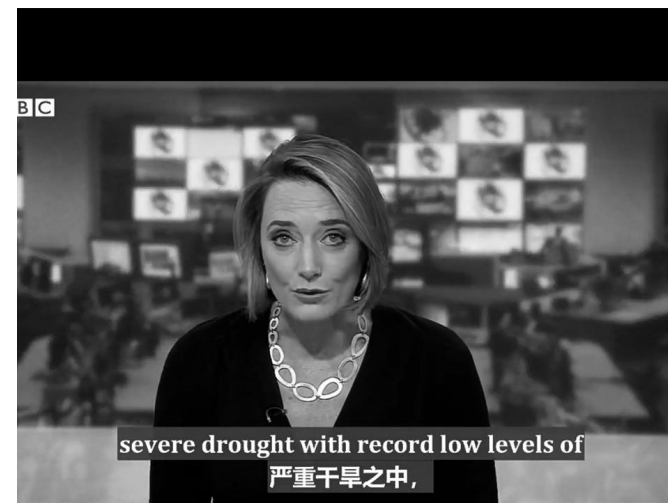 BBC
severe drought with record low levels of
严重干旱之中，